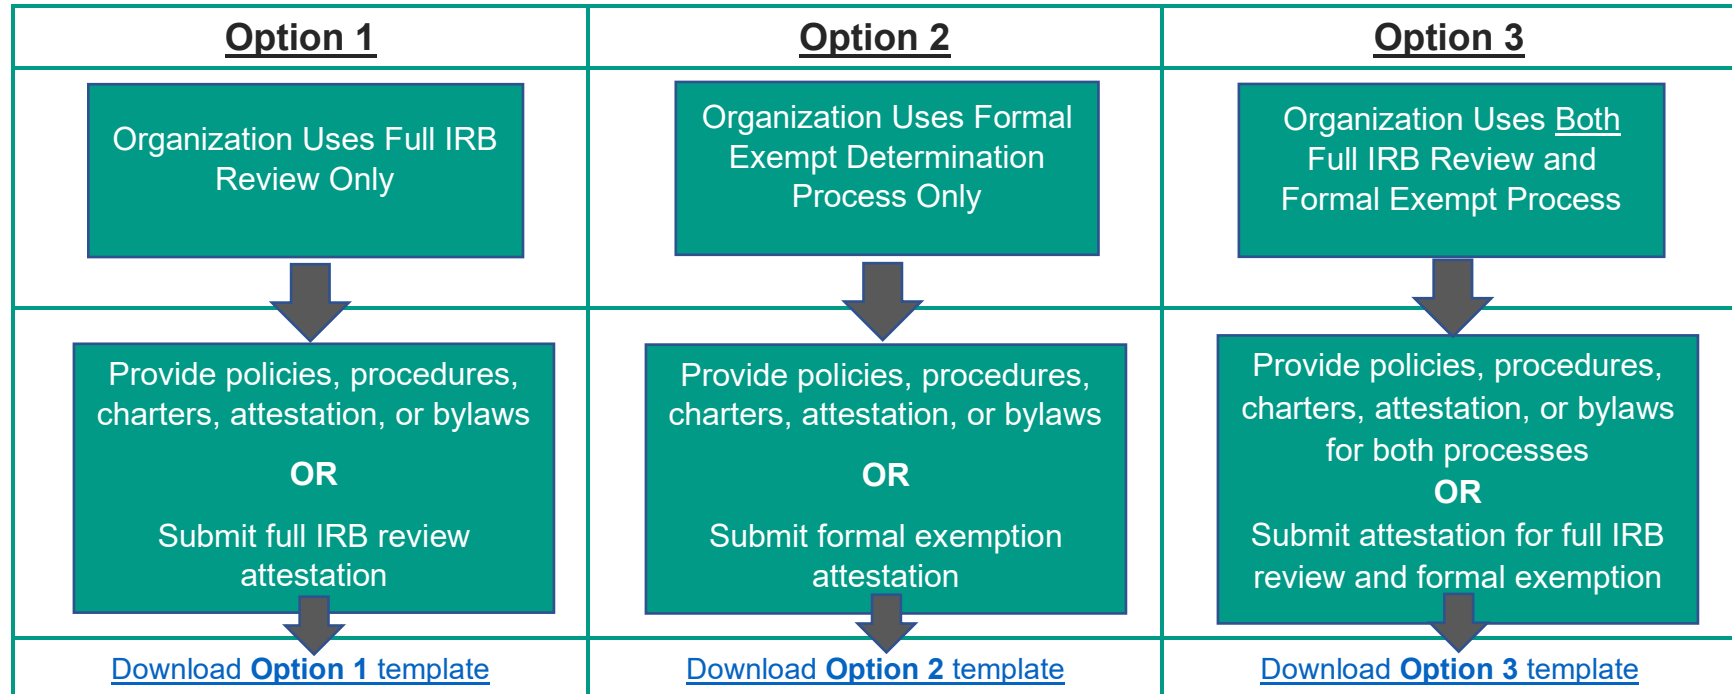 Option 1
Option 2
Option 3
Organization Uses Full IRB
Review Only
Organization Uses Formal
Exempt Determination
Process Only
Organization Uses Both
Full IRB Review and
Formal Exempt Process
Provide policies, procedures,
charters, attestation, or bylaws
OR
Submit full IRB review
attestation
Provide policies, procedures,
charters, attestation, or bylaws
OR
Submit formal exemption
attestation
Provide policies, procedures,
charters, attestation, or bylaws
for both processes
OR
Submit attestation for full IRB
review and formal exemption
Download Option 1 template
Download Option 2 template
Download Option 3 template